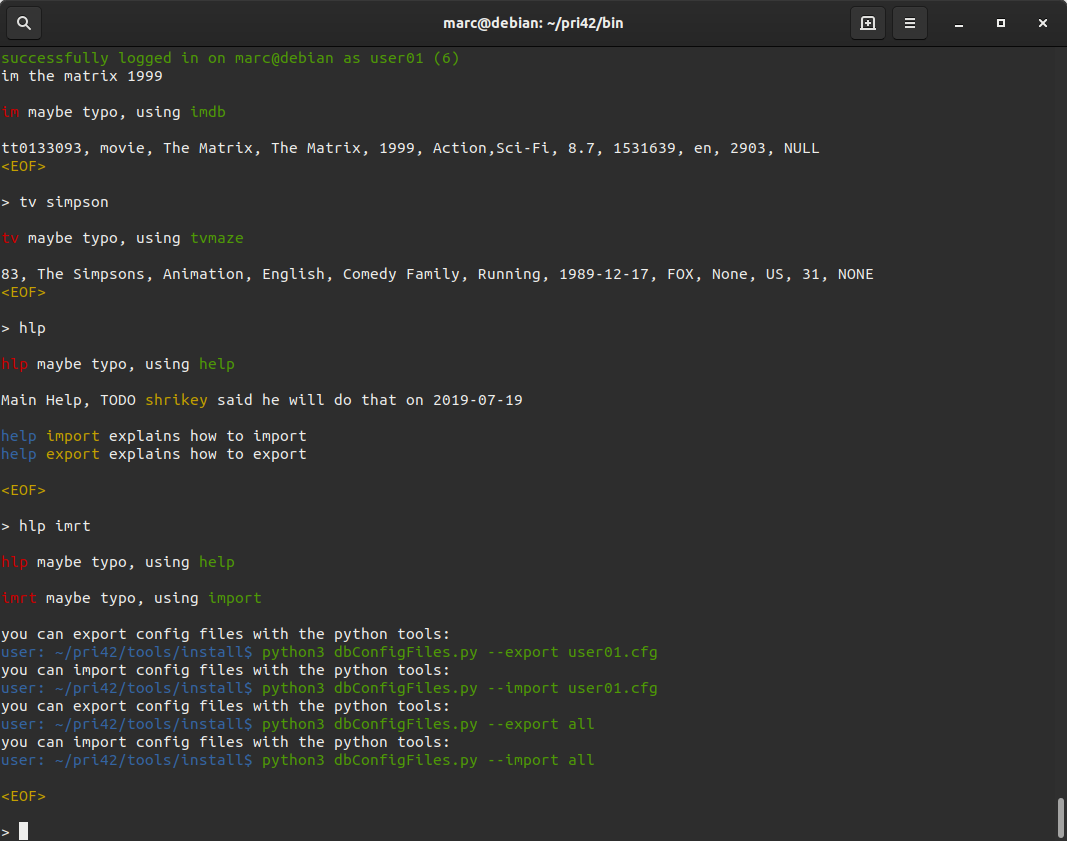 marc@debian: ~/pri42/bin
successfully logged in on marc@debian as user01 (6)
im the matrix 1999
im maybe typo, using imdb
tt0133093, movie, The Matrix, The Matrix, 1999, Action,Sci-Fi, 8.7, 1531639, en, 2903, NULL
<EOF>
> tv simpson
tv maybe typo, using tvmaze
83, The Simpsons, Animation, English, Comedy Family, Running, 1989-12-17, FOX, None, US, 31, NONE
<EOF>
> hlp
hlp maybe typo, using help
Main Help, TODO shrikey said he will do that on 2019-07-19
help import explains how to import
help export explains how to export
<EOF>
> hlp imrt
hlp maybe typo, using help
imrt maybe typo, using import
you can export config files with the python tools:
user: ~/pri42/tools/install$ python3 dbConfigFiles.py --export user01.cfg
you can import config files with the python tools:
user: ~/pri42/tools/install$ python3 dbConfigFiles.py --import user01.cfg
you can export config files with the python tools:
user: ~/pri42/tools/install$ python3 dbConfigFiles.py --export all
you can import config files with the python tools:
user: ~/pri42/tools/install$ python3 dbConfigFiles.py --import all
<EOF>
>